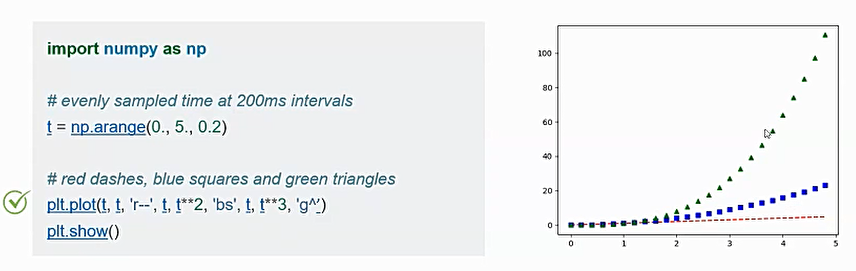 import numpy as np
# evenly sampled time at 200ms intervals
t = np.arange(0., 5., 0.2)
# red dashes, blue squares and green triangles
plt.plot(t, t, 'r--', t, t**2, 'bs', t, t**3, 'g^')
plt.show()
100
80
60
40
20
0
0 1 2 3 4 5